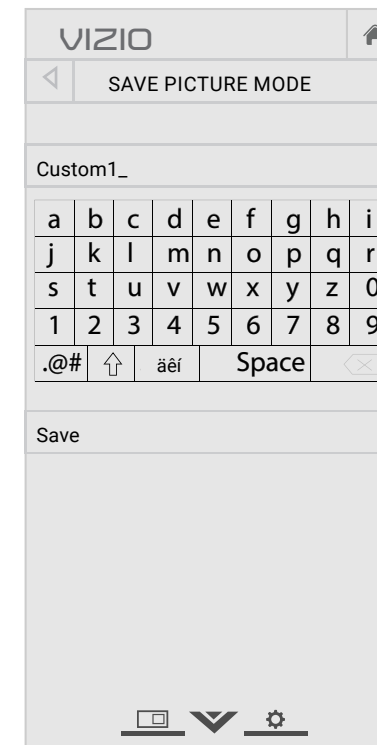 VIZIO
SAVE PICTURE MODE
Custom1_
a b c d e f g h i
j k l m n o p q r
s t u v w x y z 0
1 2 3 4 5 6 7 8 9
.@# äêí Space
Save